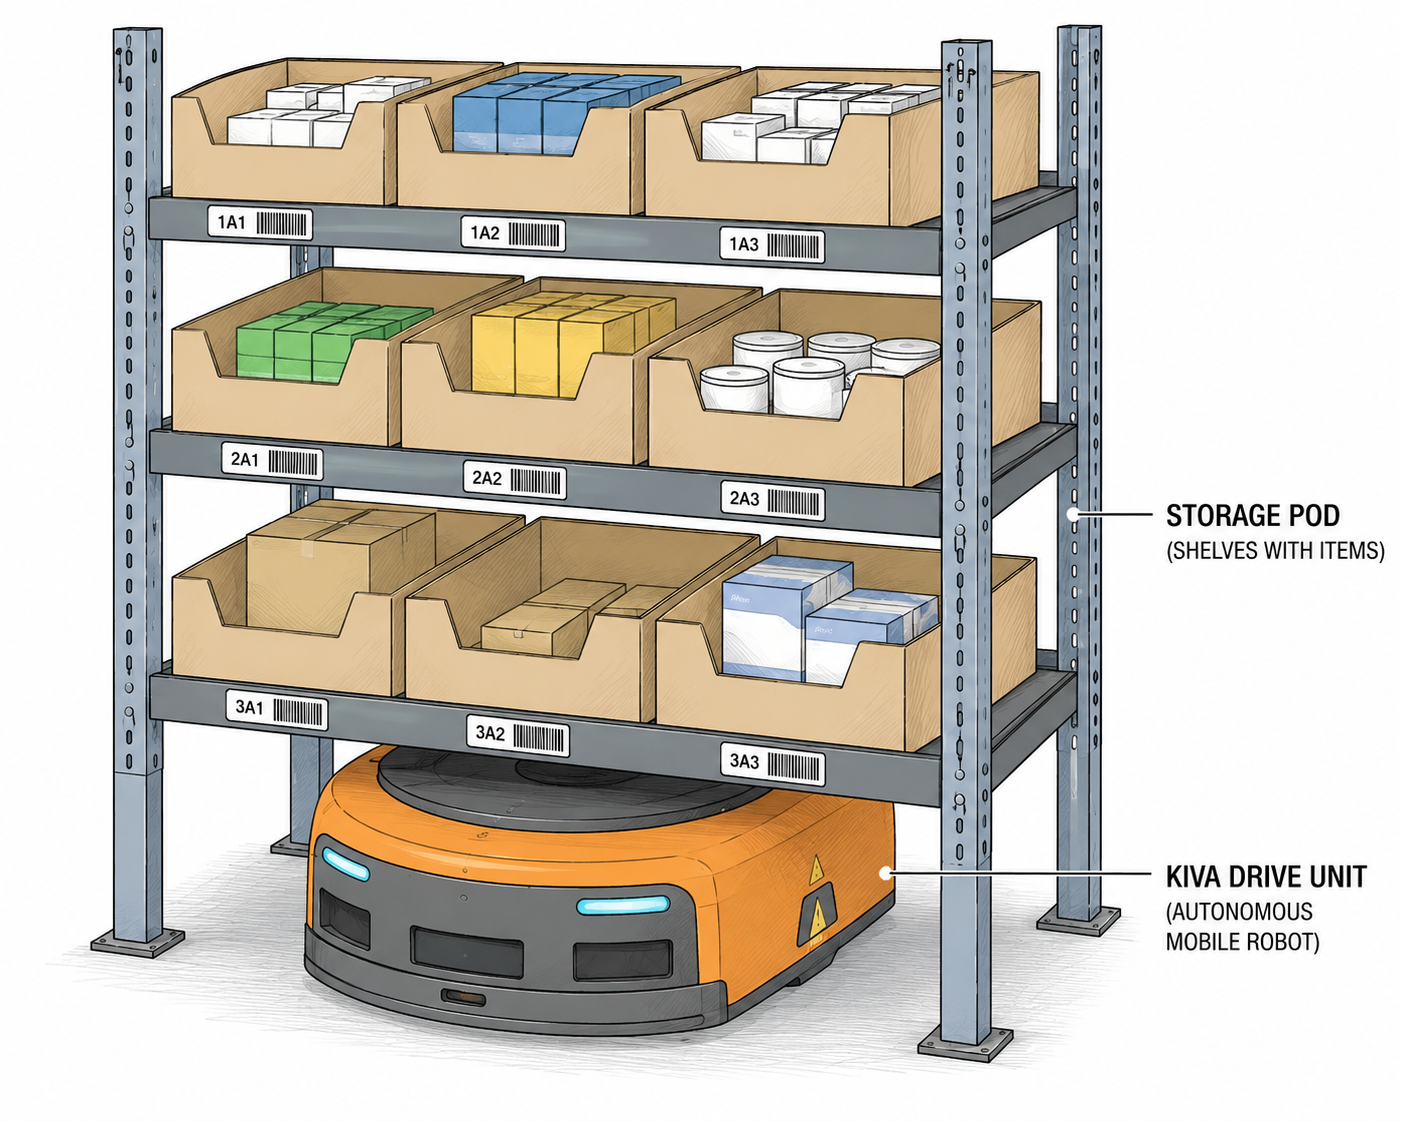 1A1
1A2
1A3
2A1
2A2
2A3
3A1
3A2
3A3
STORAGE POD
(SHELVES WITH ITEMS)
KIVA DRIVE UNIT
(AUTONOMOUS
MOBILE ROBOT)